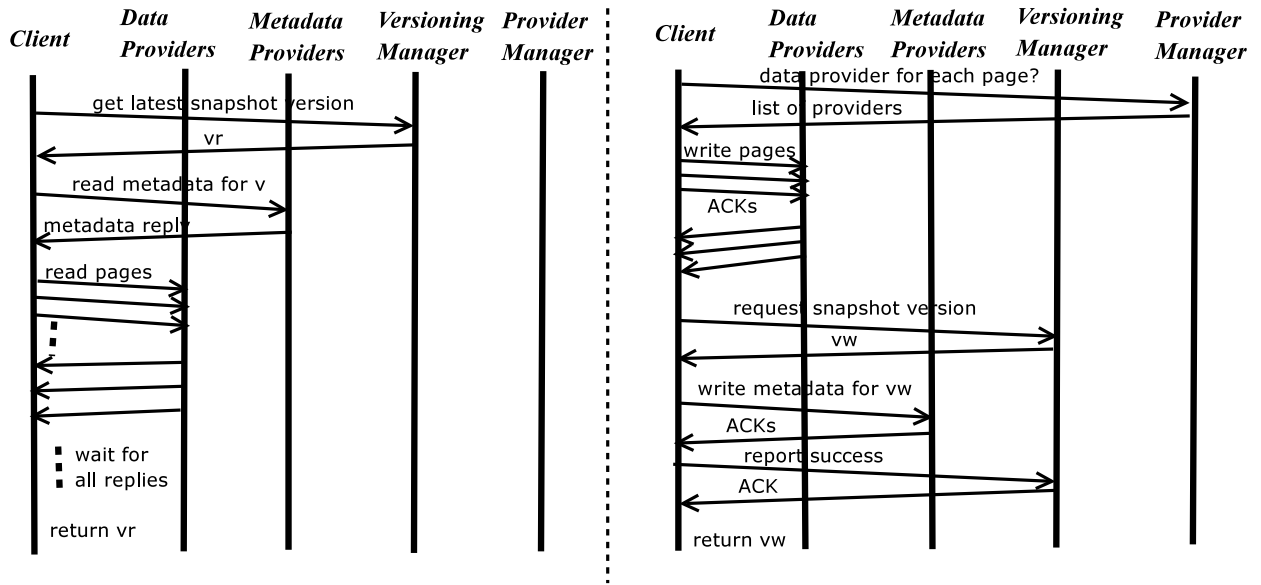 Client
Data
Providers
Metadata
Providers
Versioning
Manager
Provider
Manager
get latest snapshot version
vr
read metadata for v
metadata reply
read pages
wait for
all replies
return vr
Client
Data
Providers
Metadata
Providers
Versioning
Manager
Provider
Manager
data provider for each page?
list of providers
write pages
ACKs
request snapshot version
vw
write metadata for vw
ACKs
report success
ACK
return vw